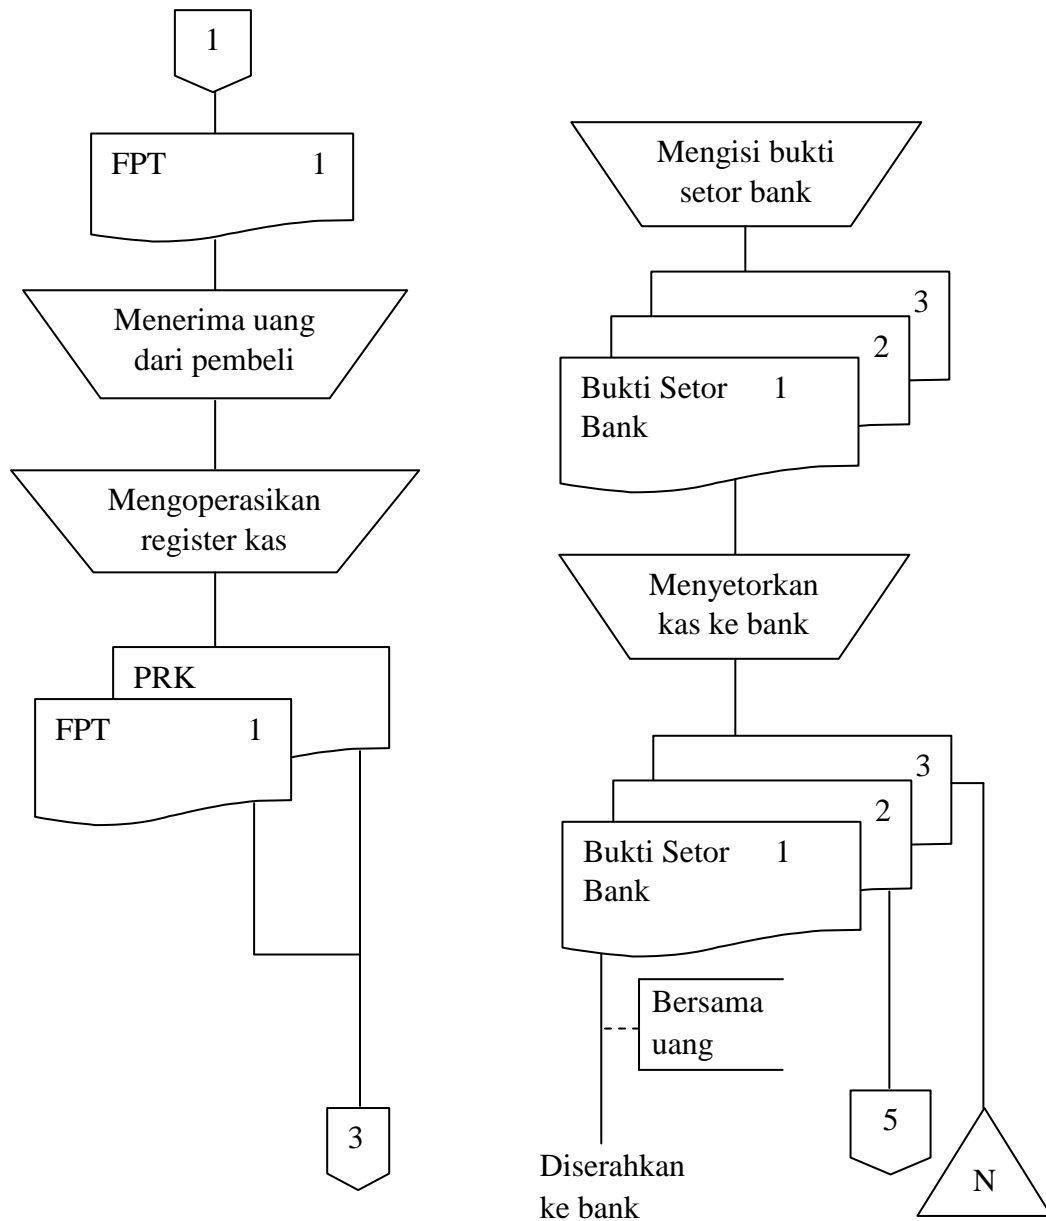 1
FPT 1
Menerima uang
dari pembeli
Mengoperasikan
register kas
PRK
FPT 1
3
Mengisi bukti
setor bank
3
2
Bukti Setor 1
Bank
Menyetorkan
kas ke bank
3
2
Bukti Setor 1
Bank
Bersama
uang
5
N
Diserahkan
ke bank